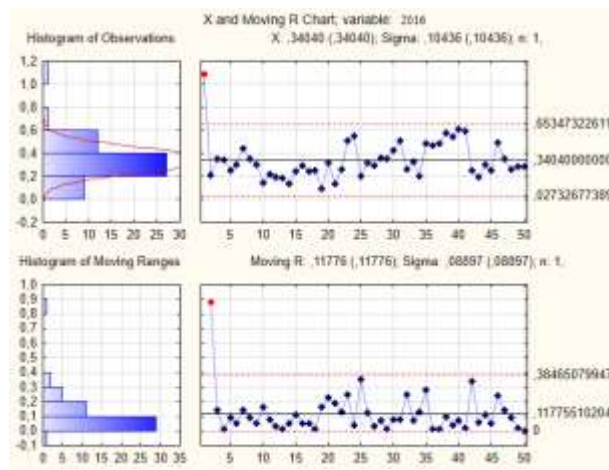 X and Moving R Chart; variable: 2016
Histogram of Observations
X: ,34040 (,34040); Sigma: ,10436 (,10436); n: 1,
1,2
1,0
0,8
0,6
0,4
0,2
0,0
-0,2
0 5 10 15 20 25 30
5 10 15 20 25 30 35 40 45 50
,65347322611
,34040000000
,02732677389
Histogram of Moving Ranges
Moving R: ,11776 (,11776); Sigma: ,08897 (,08897); n: 1,
1,0
0,9
0,8
0,7
0,6
0,5
0,4
0,3
0,2
0,1
0,0
-0,1
0 5 10 15 20 25 30 35
5 10 15 20 25 30 35 40 45 50
,38465079947
,11775510204
0